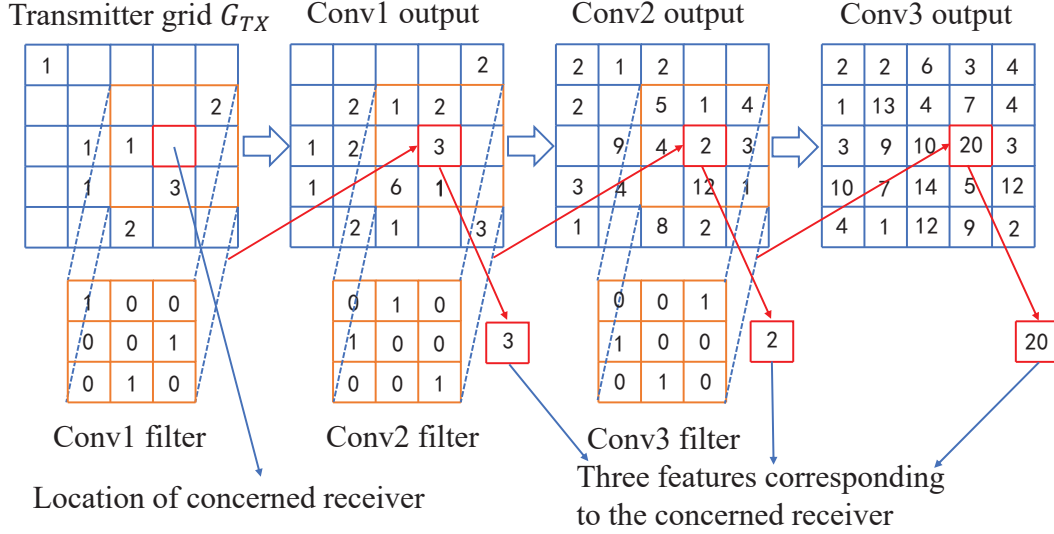 Transmitter grid G_{TX} Conv1 output Conv2 output Conv3 output
1 2 2 1 2 2 2 6 3 4
2 2 1 2 2 5 1 4 1 13 4 7 4
1 1 1 2 3 9 4 2 3 3 9 10 20 3
1 3 1 6 1 3 4 12 1 10 7 14 5 12
2 2 1 3 1 8 2 4 1 12 9 2
1 0 0 0 1 0 0 0 1
0 0 1 1 0 0 3 1 0 0 2 20
0 1 0 0 0 1 0 1 0
Conv1 filter Conv2 filter Conv3 filter
Location of concerned receiver
Three features corresponding
to the concerned receiver